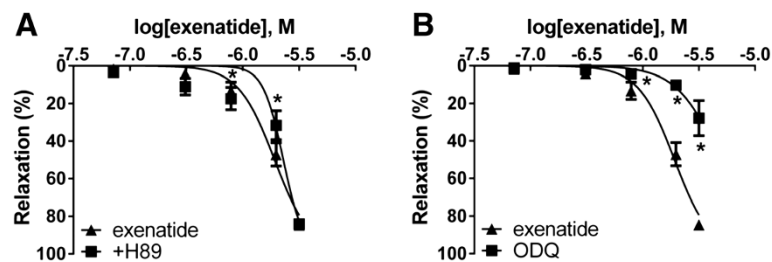 A
log[exenatide], M
-7.5 -7.0 -6.5 -6.0 -5.5 -5.0
0
20
40
60
80
100
Relaxation (%)
* *
exenatide
+H89
B
log[exenatide], M
-7.5 -7.0 -6.5 -6.0 -5.5 -5.0
0
20
40
60
80
100
Relaxation (%)
* * *
exenatide
ODQ